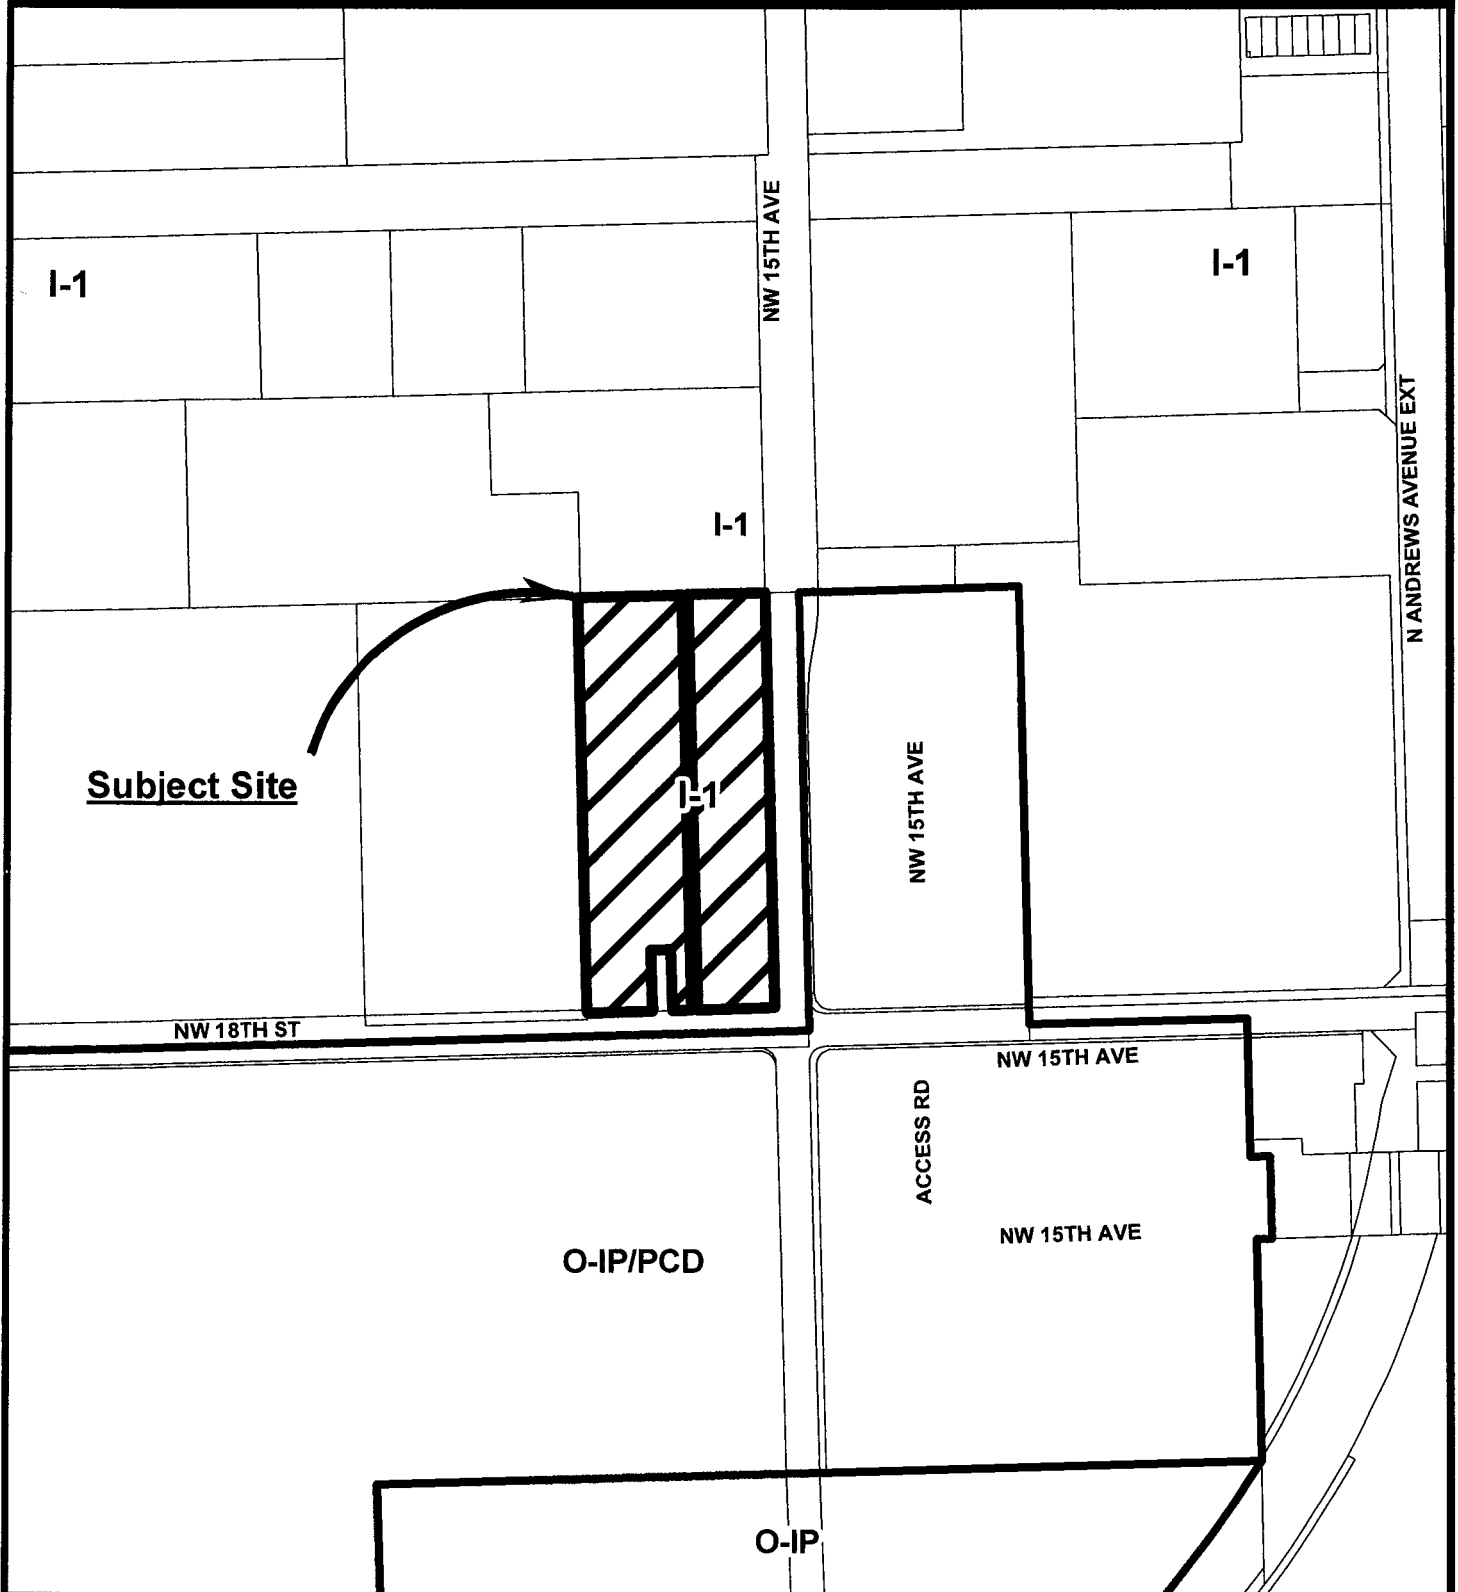 NW 15TH AVE
I-1
I-1
N ANDREWS AVENUE EXT
I-1
NW 15TH AVE
Subject Site
I-1
NW 18TH ST
NW 15TH AVE
ACCESS RD
NW 15TH AVE
O-IP/PCD
O-IP